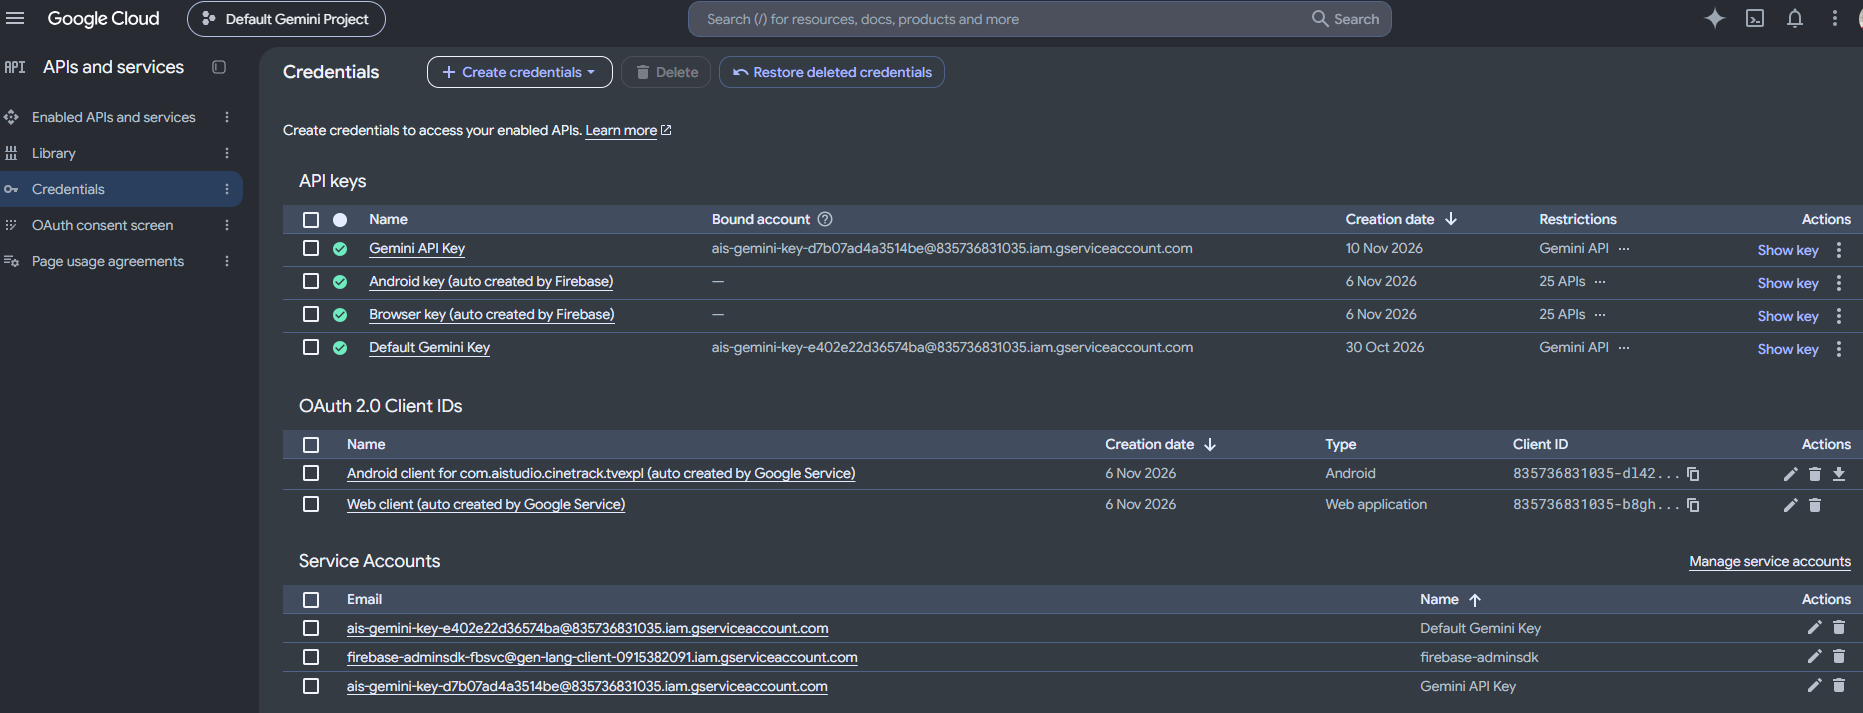 Google Cloud Default Gemini Project Search (/) for resources, docs, products and more Search
API APIs and services
Enabled APIs and services
Library
Credentials
OAuth consent screen
Page usage agreements
Credentials Create credentials Delete Restore deleted credentials
Create credentials to access your enabled APIs. Learn more
API keys
Name Bound account Creation date Restrictions Actions
Gemini API Key ais-gemini-key-d7b07ad4a3514be@835736831035.iam.gserviceaccount.com 10 Nov 2026 Gemini API ... Show key
Android key (auto created by Firebase) — 6 Nov 2026 25 APIs ... Show key
Browser key (auto created by Firebase) — 6 Nov 2026 25 APIs ... Show key
Default Gemini Key ais-gemini-key-e402e22d36574ba@835736831035.iam.gserviceaccount.com 30 Oct 2026 Gemini API ... Show key
OAuth 2.0 Client IDs
Name Creation date Type Client ID Actions
Android client for com.aistudio.cinetrack.tvexpl (auto created by Google Service) 6 Nov 2026 Android 835736831035-dl42...
Web client (auto created by Google Service) 6 Nov 2026 Web application 835736831035-b8gh...
Service Accounts Manage service accounts
Email Name Actions
ais-gemini-key-e402e22d36574ba@835736831035.iam.gserviceaccount.com Default Gemini Key
firebase-adminsdk-fbsvc@gen-lang-client-0915382091.iam.gserviceaccount.com firebase-adminsdk
ais-gemini-key-d7b07ad4a3514be@835736831035.iam.gserviceaccount.com Gemini API Key